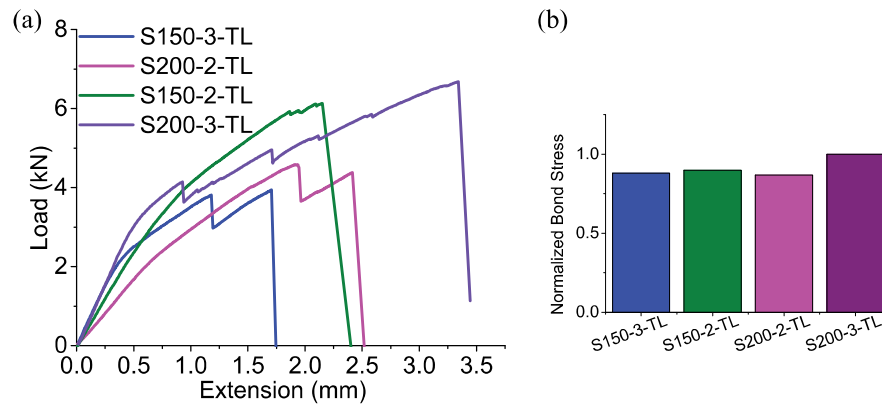 (a)
S150-3-TL
S200-2-TL
S150-2-TL
S200-3-TL
8
6
4
2
0
Load (kN)
0.0 0.5 1.0 1.5 2.0 2.5 3.0 3.5
Extension (mm)
(b)
Normalized Bond Stress
1.0
0.5
0.0
S150-3-TL
S150-2-TL
S200-2-TL
S200-3-TL